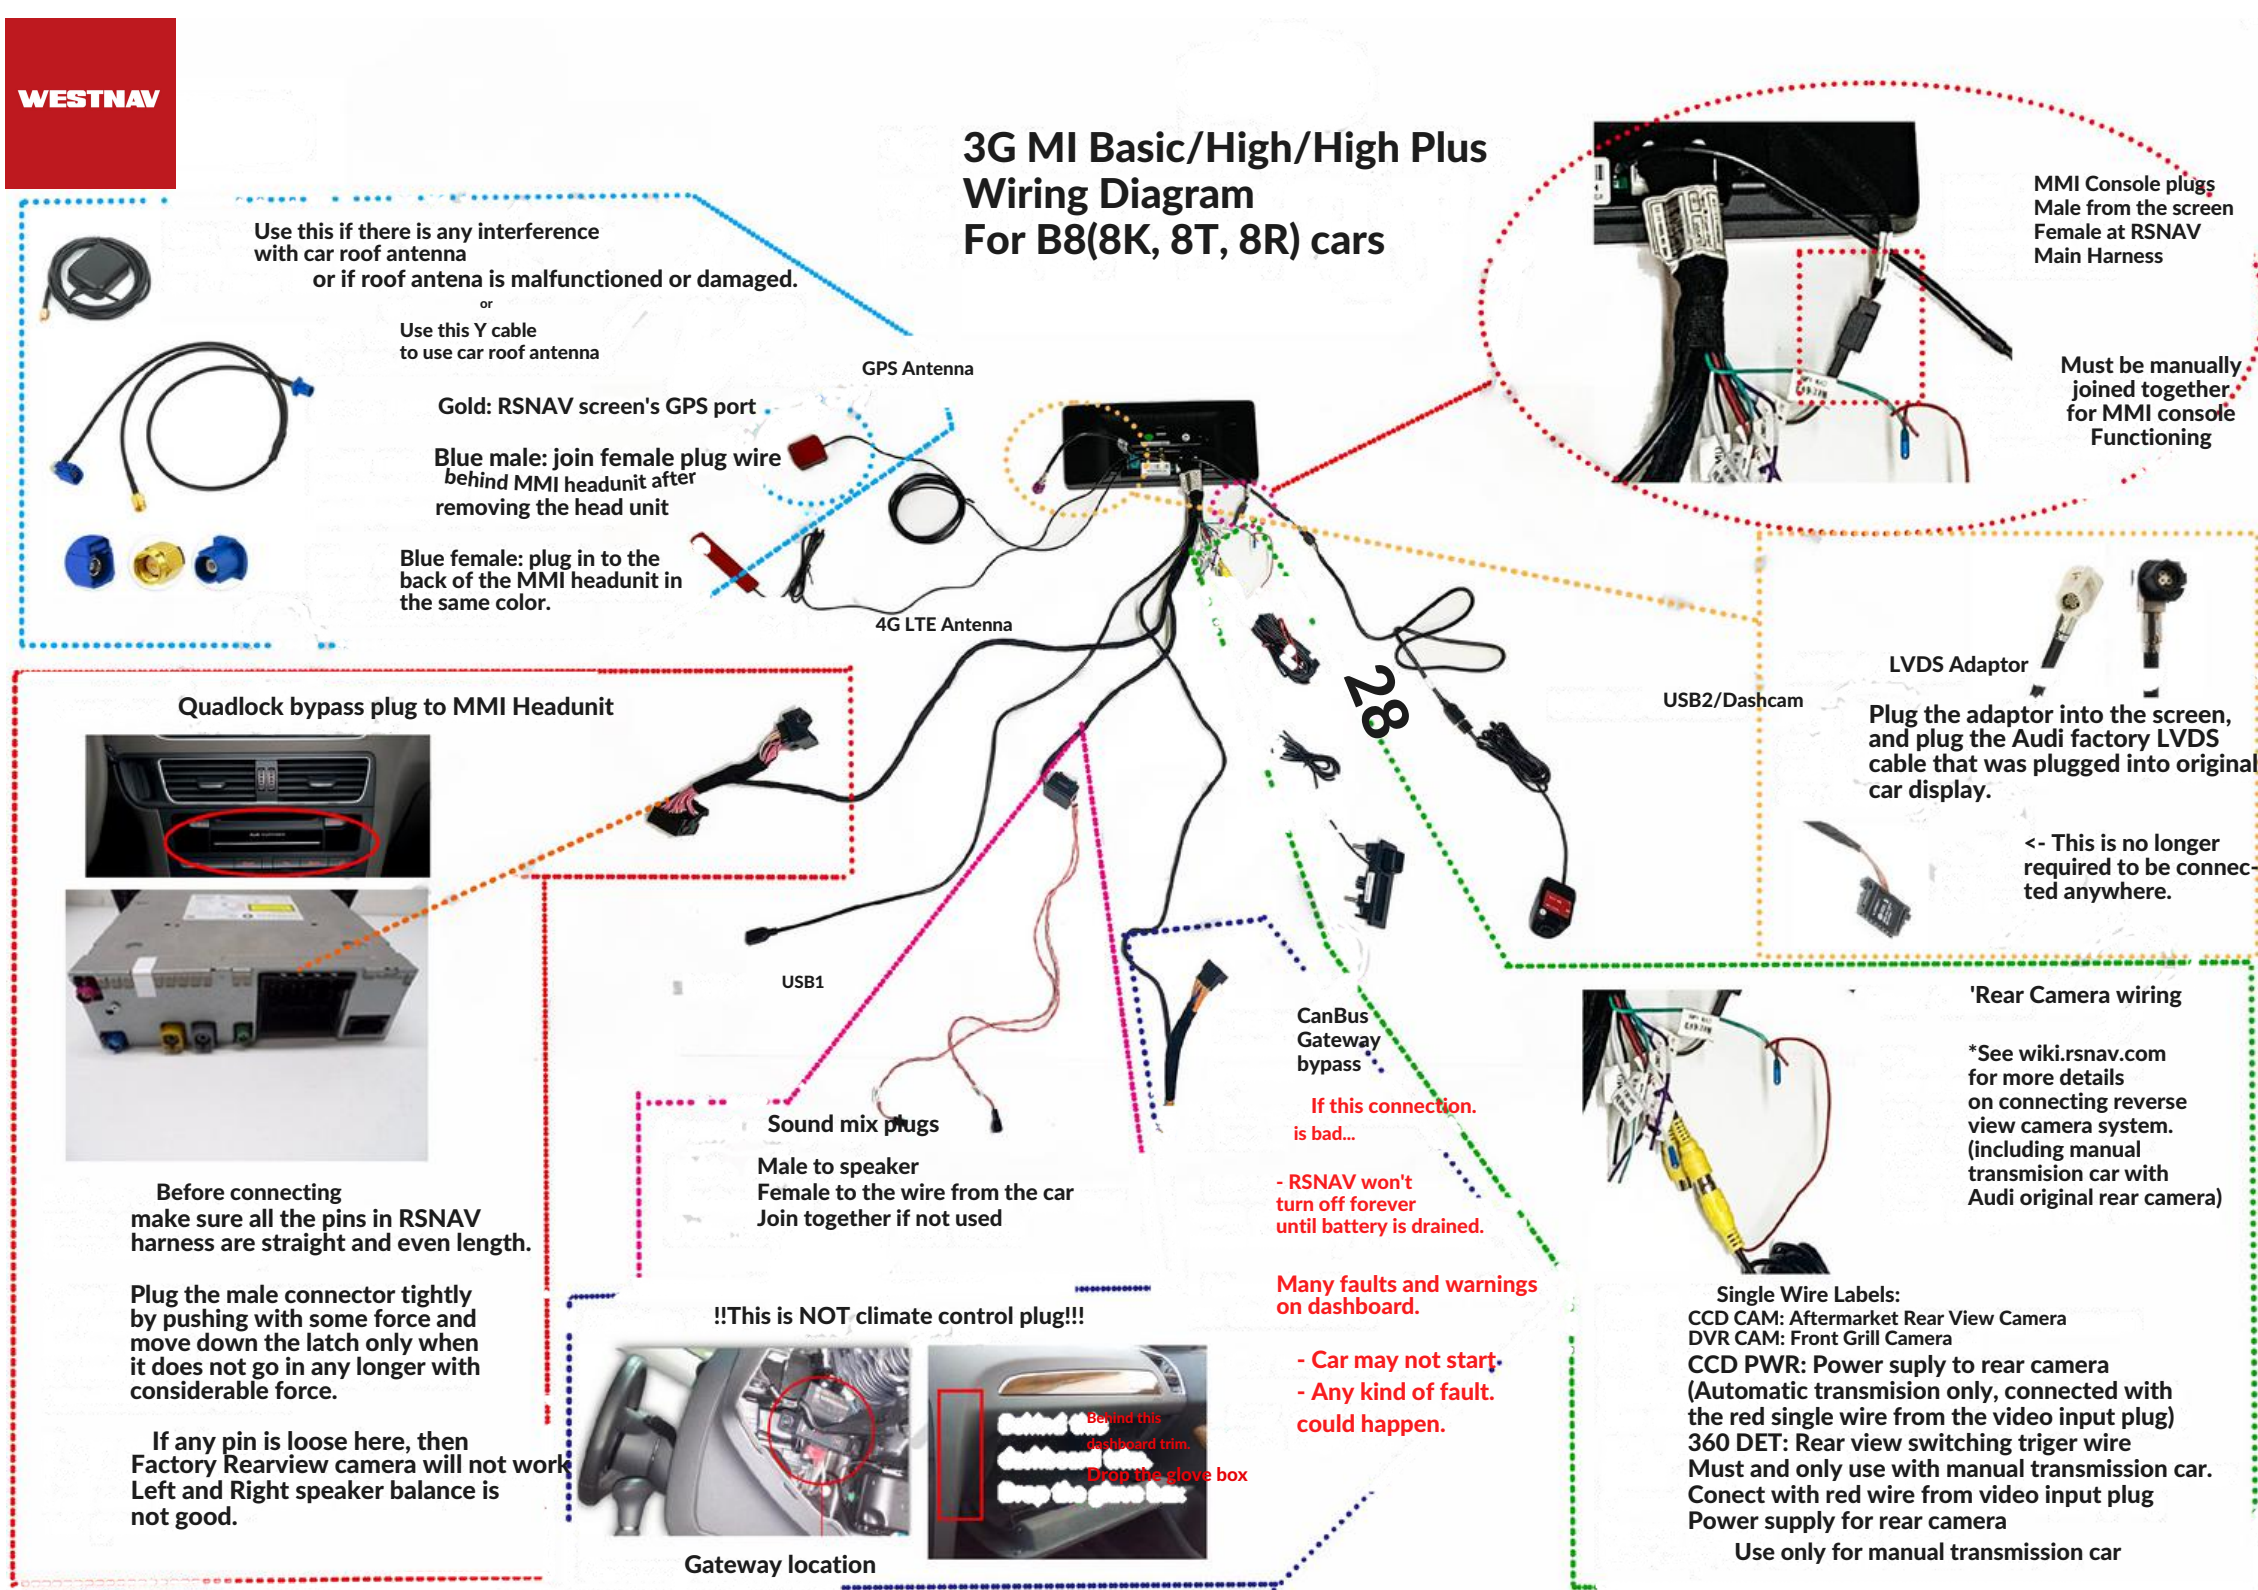 WESTNAV
3G MI Basic/High/High Plus
Wiring Diagram
For B8(8K, 8T, 8R) cars
Use this if there is any interference
with car roof antenna
or if roof antena is malfunctioned or damaged.
or
Use this Y cable
to use car roof antenna
Gold: RSNAV screen's GPS port
Blue male: join female plug wire
behind MMI headunit after
removing the head unit
Blue female: plug in to the
back of the MMI headunit in
the same color.
GPS Antenna
4G LTE Antenna
MMI Console plugs
Male from the screen
Female at RSNAV
Main Harness
Must be manually
joined together
for MMI console
Functioning
LVDS Adaptor
Plug the adaptor into the screen,
and plug the Audi factory LVDS
cable that was plugged into original
car display.
<- This is no longer
required to be connec-
ted anywhere.
28
USB2/Dashcam
Quadlock bypass plug to MMI Headunit
Before connecting
make sure all the pins in RSNAV
harness are straight and even length.
Plug the male connector tightly
by pushing with some force and
move down the latch only when
it does not go in any longer with
considerable force.
If any pin is loose here, then
Factory Rearview camera will not work
Left and Right speaker balance is
not good.
USB1
Sound mix plugs
Male to speaker
Female to the wire from the car
Join together if not used
CanBus
Gateway
bypass
If this connection.
is bad...
- RSNAV won't
turn off forever
until battery is drained.
Many faults and warnings
on dashboard.
- Car may not start
- Any kind of fault.
could happen.
!!This is NOT climate control plug!!!
Behind this
dashboard trim.
Drop the glove box
Gateway location
'Rear Camera wiring
*See wiki.rsnav.com
for more details
on connecting reverse
view camera system.
(including manual
transmision car with
Audi original rear camera)
Single Wire Labels:
CCD CAM: Aftermarket Rear View Camera
DVR CAM: Front Grill Camera
CCD PWR: Power suply to rear camera
(Automatic transmision only, connected with
the red single wire from the video input plug)
360 DET: Rear view switching triger wire
Must and only use with manual transmission car.
Conect with red wire from video input plug
Power supply for rear camera
Use only for manual transmission car